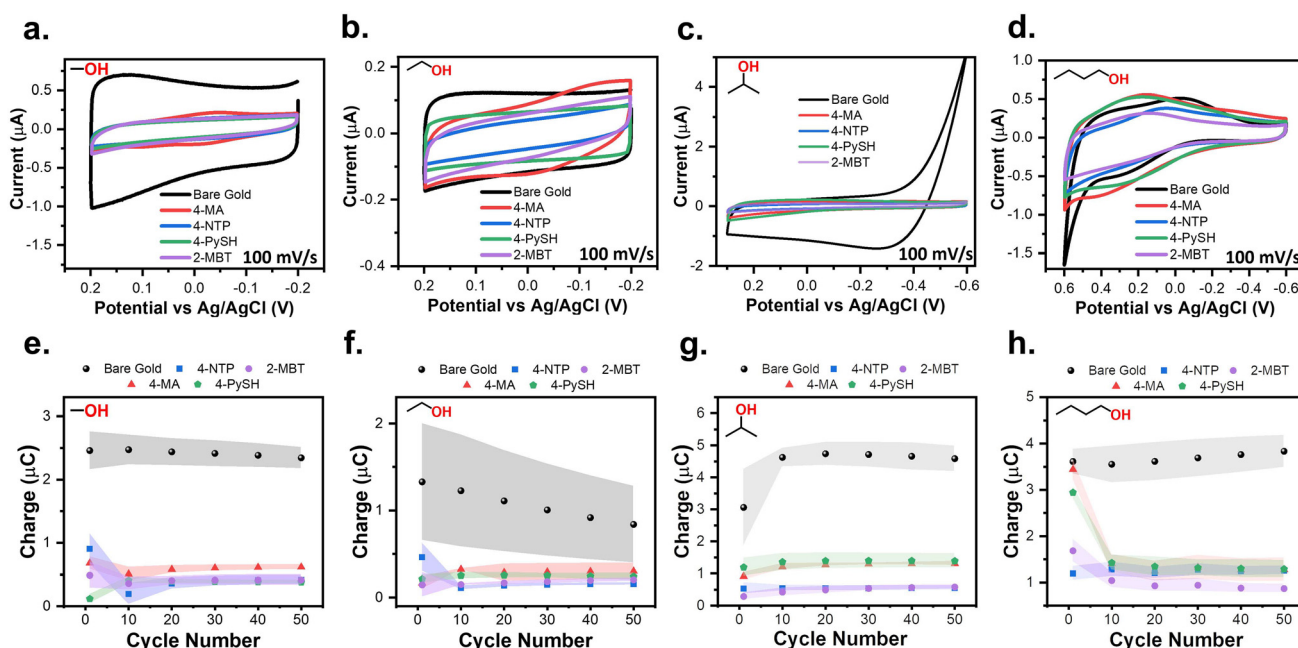 a.
OH
Current (μA)
0.5
0.0
-0.5
-1.0
-1.5
Bare Gold
4-MA
4-NTP
4-PySH
2-MBT
100 mV/s
0.2 0.1 0.0 -0.1 -0.2
Potential vs Ag/AgCl (V)
b.
OH
Current (μA)
0.2
0.0
-0.2
-0.4
Bare Gold
4-MA
4-NTP
4-PySH
2-MBT
100 mV/s
0.2 0.1 0.0 -0.1 -0.2
Potential vs Ag/AgCl (V)
c.
OH
Current (μA)
4
2
0
-2
Bare Gold
4-MA
4-NTP
4-PySH
2-MBT
100 mV/s
0.3 0.0 -0.3 -0.6
Potential vs Ag/AgCl (V)
d.
OH
Current (μA)
1.0
0.5
0.0
-0.5
-1.0
-1.5
Bare Gold
4-MA
4-NTP
4-PySH
2-MBT
100 mV/s
0.6 0.4 0.2 0.0 -0.2 -0.4 -0.6
Potential vs Ag/AgCl (V)
e.
Bare Gold 4-NTP 2-MBT
4-MA 4-PySH
OH
Charge (μC)
3
2
1
0
0 10 20 30 40 50
Cycle Number
f.
Bare Gold 4-NTP 2-MBT
4-MA 4-PySH
OH
Charge (μC)
2
1
0
0 10 20 30 40 50
Cycle Number
g.
Bare Gold 4-NTP 2-MBT
4-MA 4-PySH
OH
Charge (μC)
6
5
4
3
2
1
0
0 10 20 30 40 50
Cycle Number
h.
Bare Gold 4-NTP 2-MBT
4-MA 4-PySH
OH
Charge (μC)
5
4
3
2
1
0 10 20 30 40 50
Cycle Number